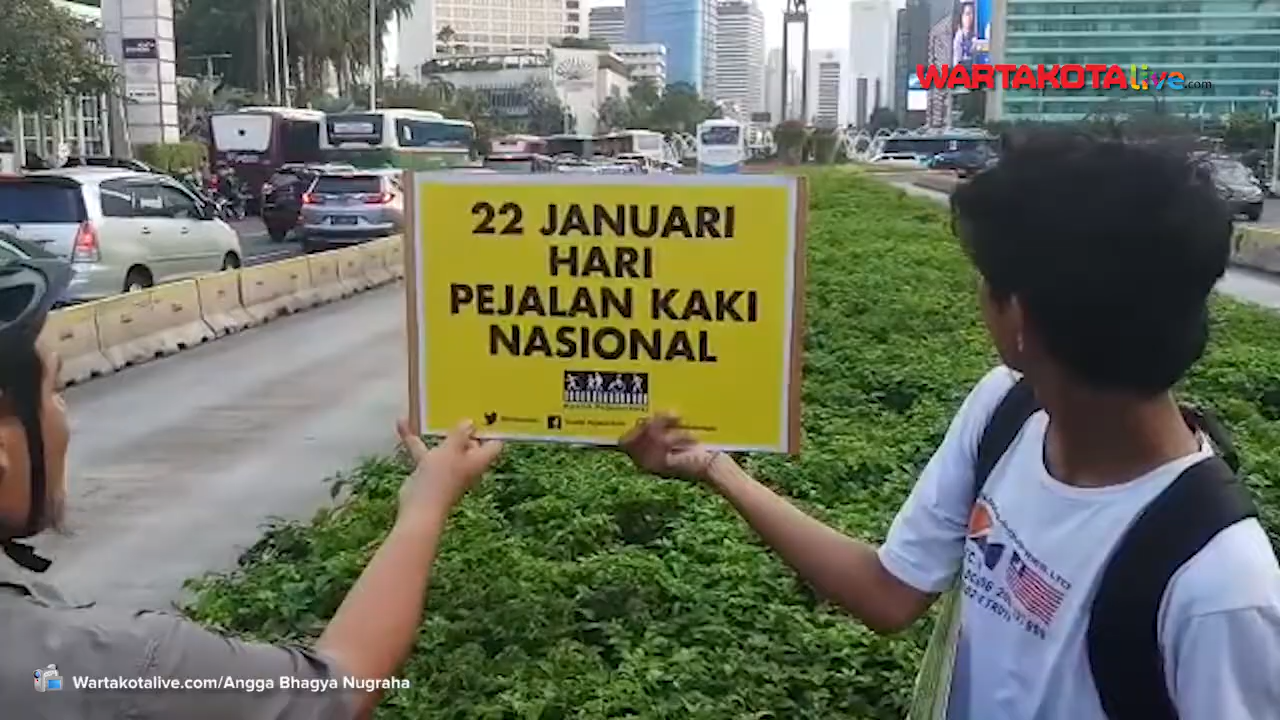 WARTAKOTAlive.com
22 JANUARI
HARI
PEJALAN KAKI
NASIONAL
Wartakotalive.com/Angga Bhagya Nugraha